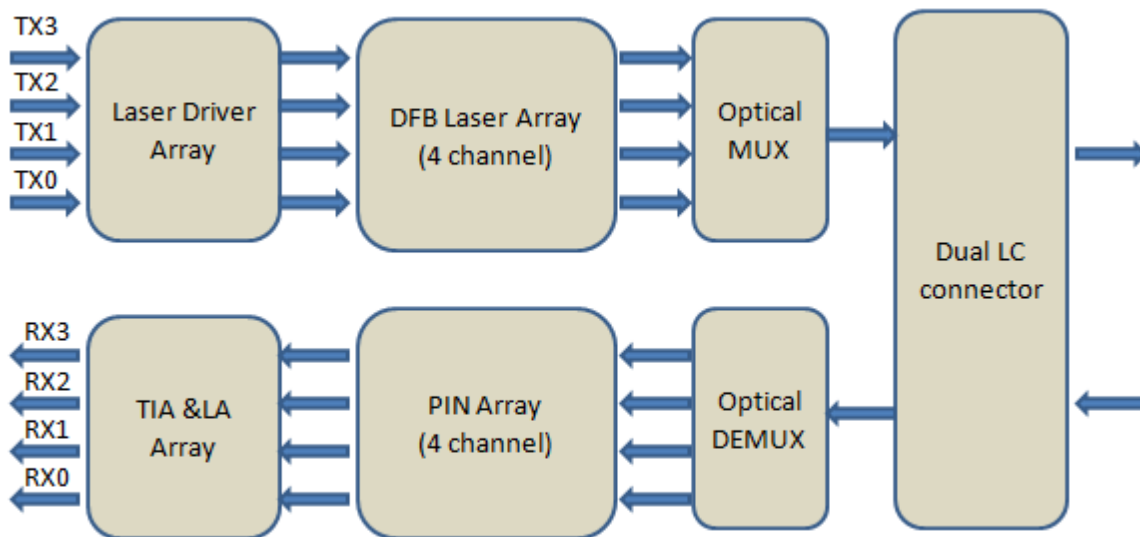 TX3
TX2
TX1
TX0
Laser Driver
Array
DFB Laser Array
(4 channel)
Optical
MUX
Dual LC
connector
RX3
RX2
RX1
RX0
TIA &LA
Array
PIN Array
(4 channel)
Optical
DEMUX